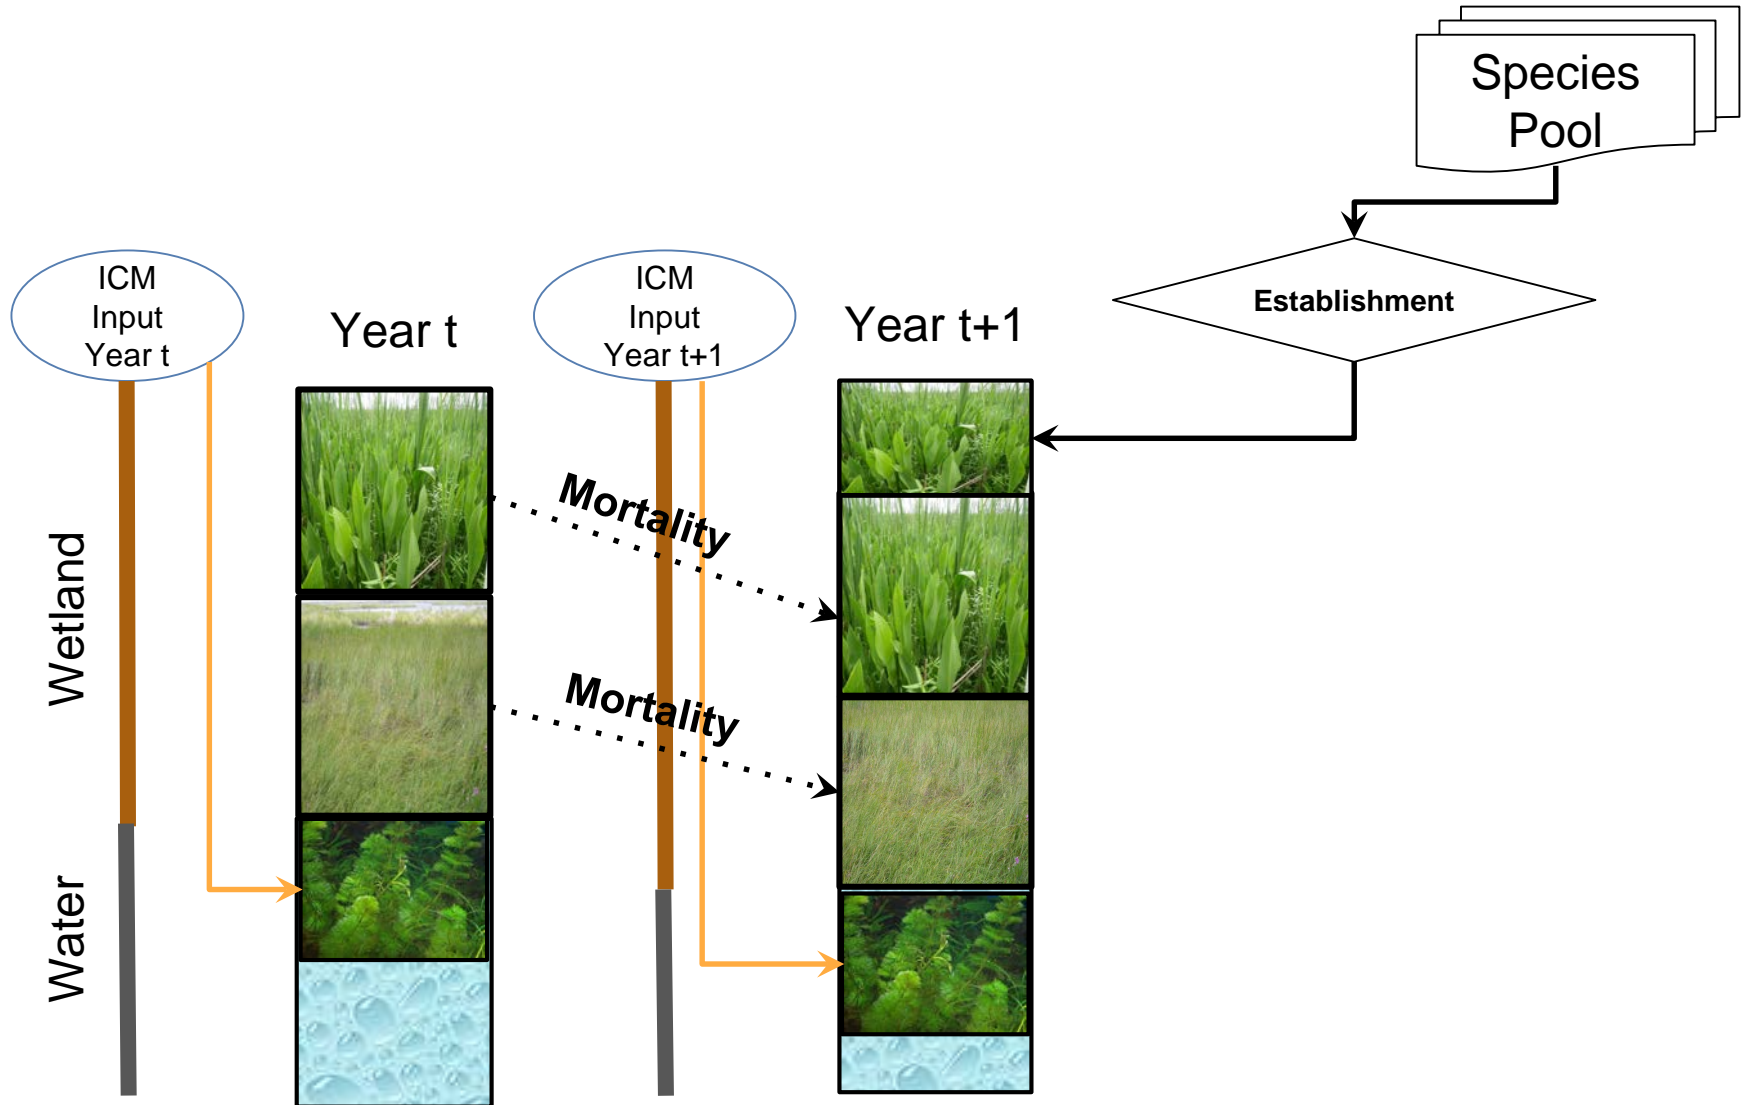 Species
Pool
Establishment
ICM
Input
Year t
Year t
ICM
Input
Year t+1
Year t+1
Mortality
Mortality
Wetland
Water